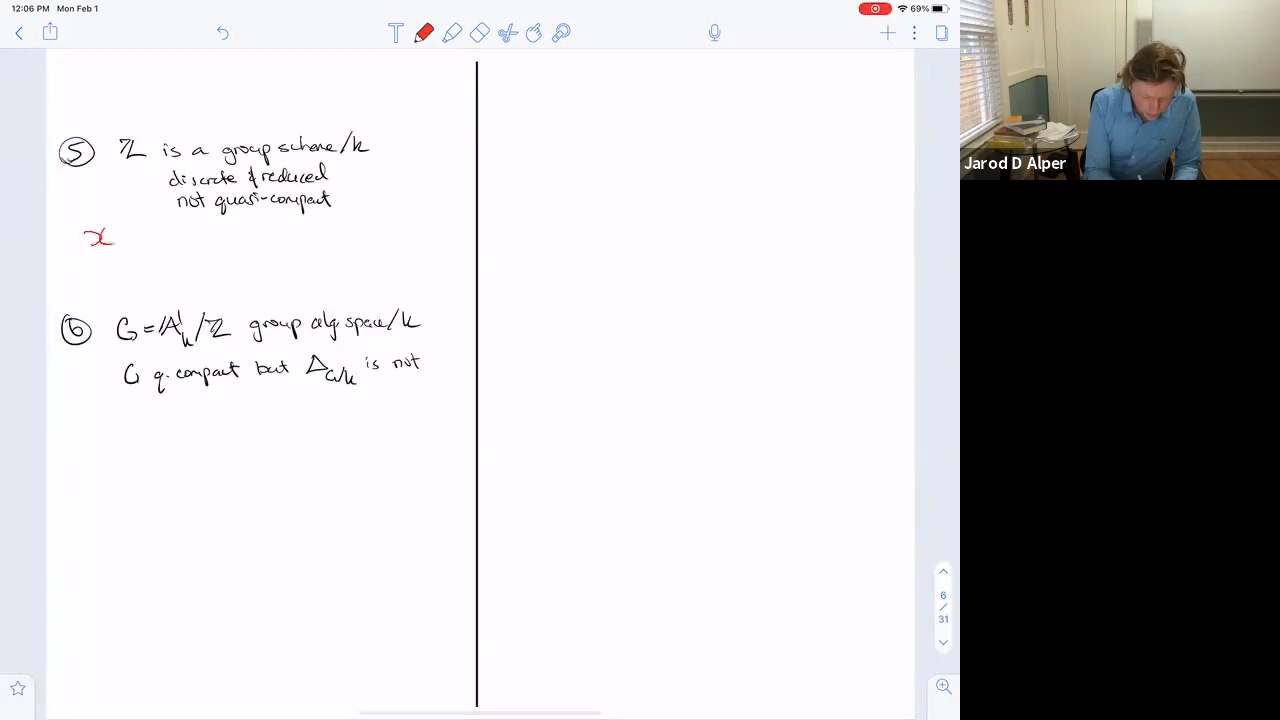 12:06 PM Mon Feb 1
69%
T
⑤ ℤ is a group scheme/k
discrete & reduced
not quasi-compact
x
⑥ G = 𝔸¹ₖ/ℤ group alg space/k
G q. compact but Δ_G/k is not
6
/
31
Jarod D Alper